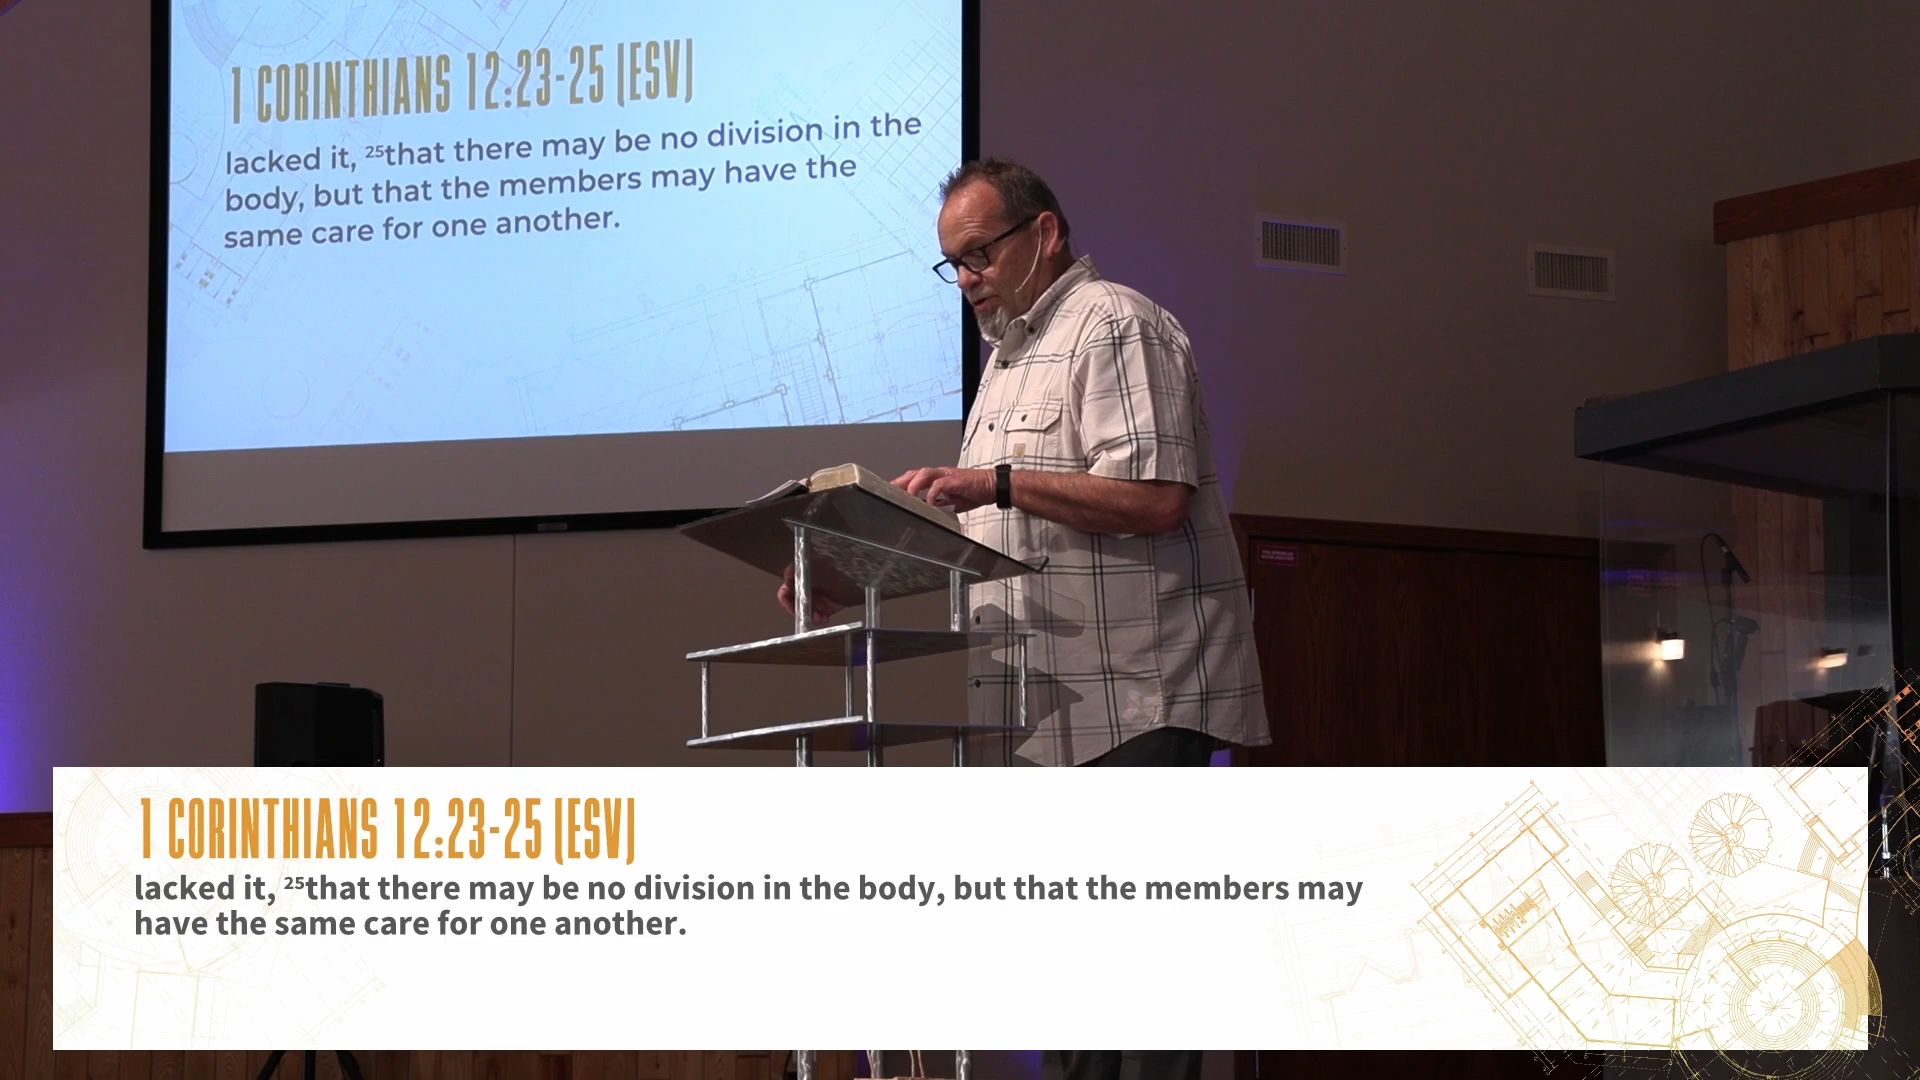 1 CORINTHIANS 12:23-25 (ESV)
lacked it, ²⁵that there may be no division in the
body, but that the members may have the
same care for one another.
1 CORINTHIANS 12:23-25 (ESV)
lacked it, ²⁵that there may be no division in the body, but that the members may
have the same care for one another.